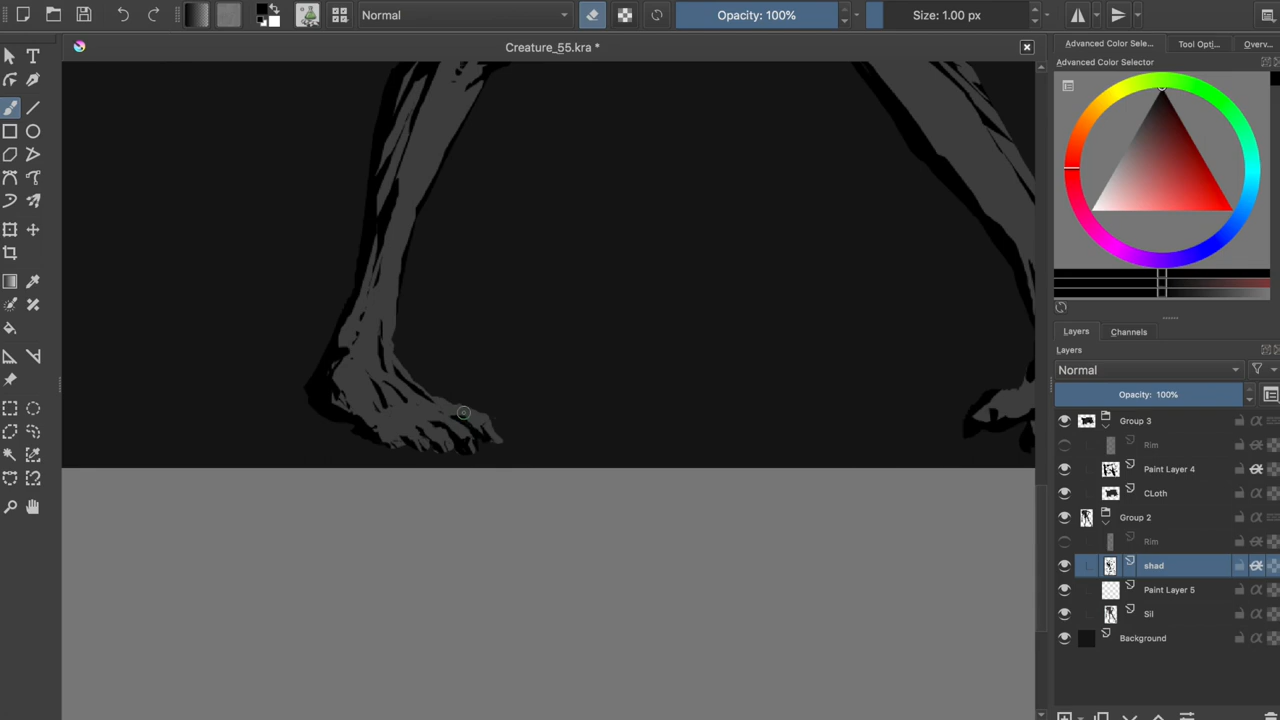 Normal
Opacity: 100%
Size: 1.00 px
Creature_55.kra *
Advanced Color Sele...
Tool Opti...
Overv...
Advanced Color Selector
Layers
Channels
Layers
Normal
Opacity: 100%
Group 3
Rim
Paint Layer 4
CLoth
Group 2
Rim
shad
Paint Layer 5
Sil
Background